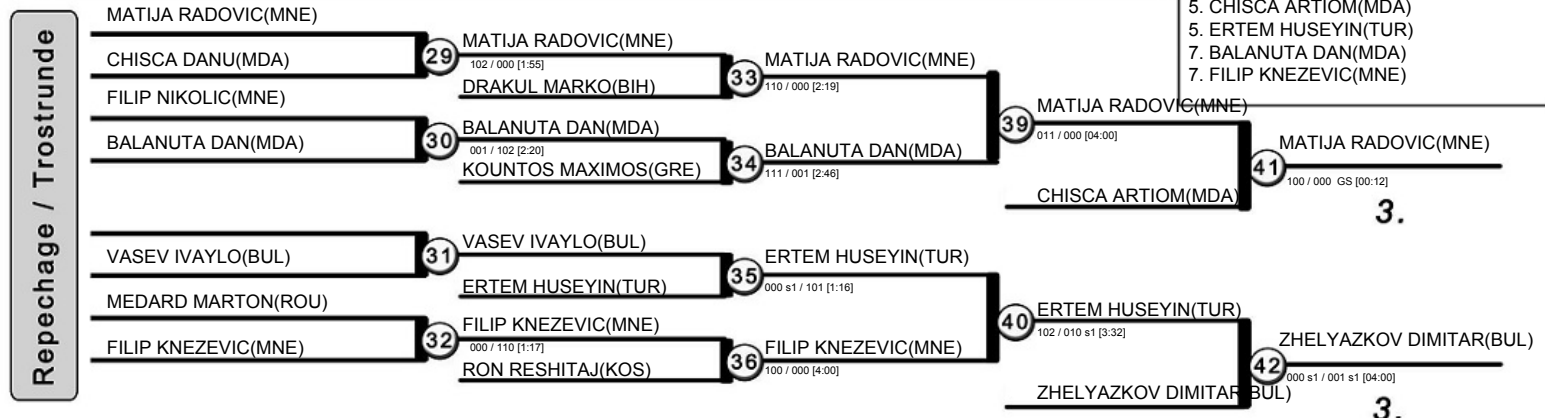 Repechage / Trostrunde
MATIJA RADOVIC(MNE)
CHISCA DANU(MDA)
FILIP NIKOLIC(MNE)
BALANUTA DAN(MDA)
VASEV IVAYLO(BUL)
MEDARD MARTON(ROU)
FILIP KNEZEVIC(MNE)
29
MATIJA RADOVIC(MNE)
102 / 000 [1:55]
DRAKUL MARKO(BIH)
30
BALANUTA DAN(MDA)
001 / 102 [2:20]
KOUNTOS MAXIMOS(GRE)
31
VASEV IVAYLO(BUL)
ERTEM HUSEYIN(TUR)
32
FILIP KNEZEVIC(MNE)
000 / 110 [1:17]
RON RESHITAJ(KOS)
33
MATIJA RADOVIC(MNE)
110 / 000 [2:19]
34
BALANUTA DAN(MDA)
111 / 001 [2:46]
35
ERTEM HUSEYIN(TUR)
000 s1 / 101 [1:16]
36
FILIP KNEZEVIC(MNE)
100 / 000 [4:00]
39
MATIJA RADOVIC(MNE)
011 / 000 [04:00]
CHISCA ARTIOM(MDA)
40
ERTEM HUSEYIN(TUR)
102 / 010 s1 [3:32]
ZHELYAZKOV DIMITAR(BUL)
41
MATIJA RADOVIC(MNE)
100 / 000 GS [00:12]
3.
42
ZHELYAZKOV DIMITAR(BUL)
000 s1 / 001 s1 [04:00]
3.
5. CHISCA ARTIOM(MDA)
5. ERTEM HUSEYIN(TUR)
7. BALANUTA DAN(MDA)
7. FILIP KNEZEVIC(MNE)